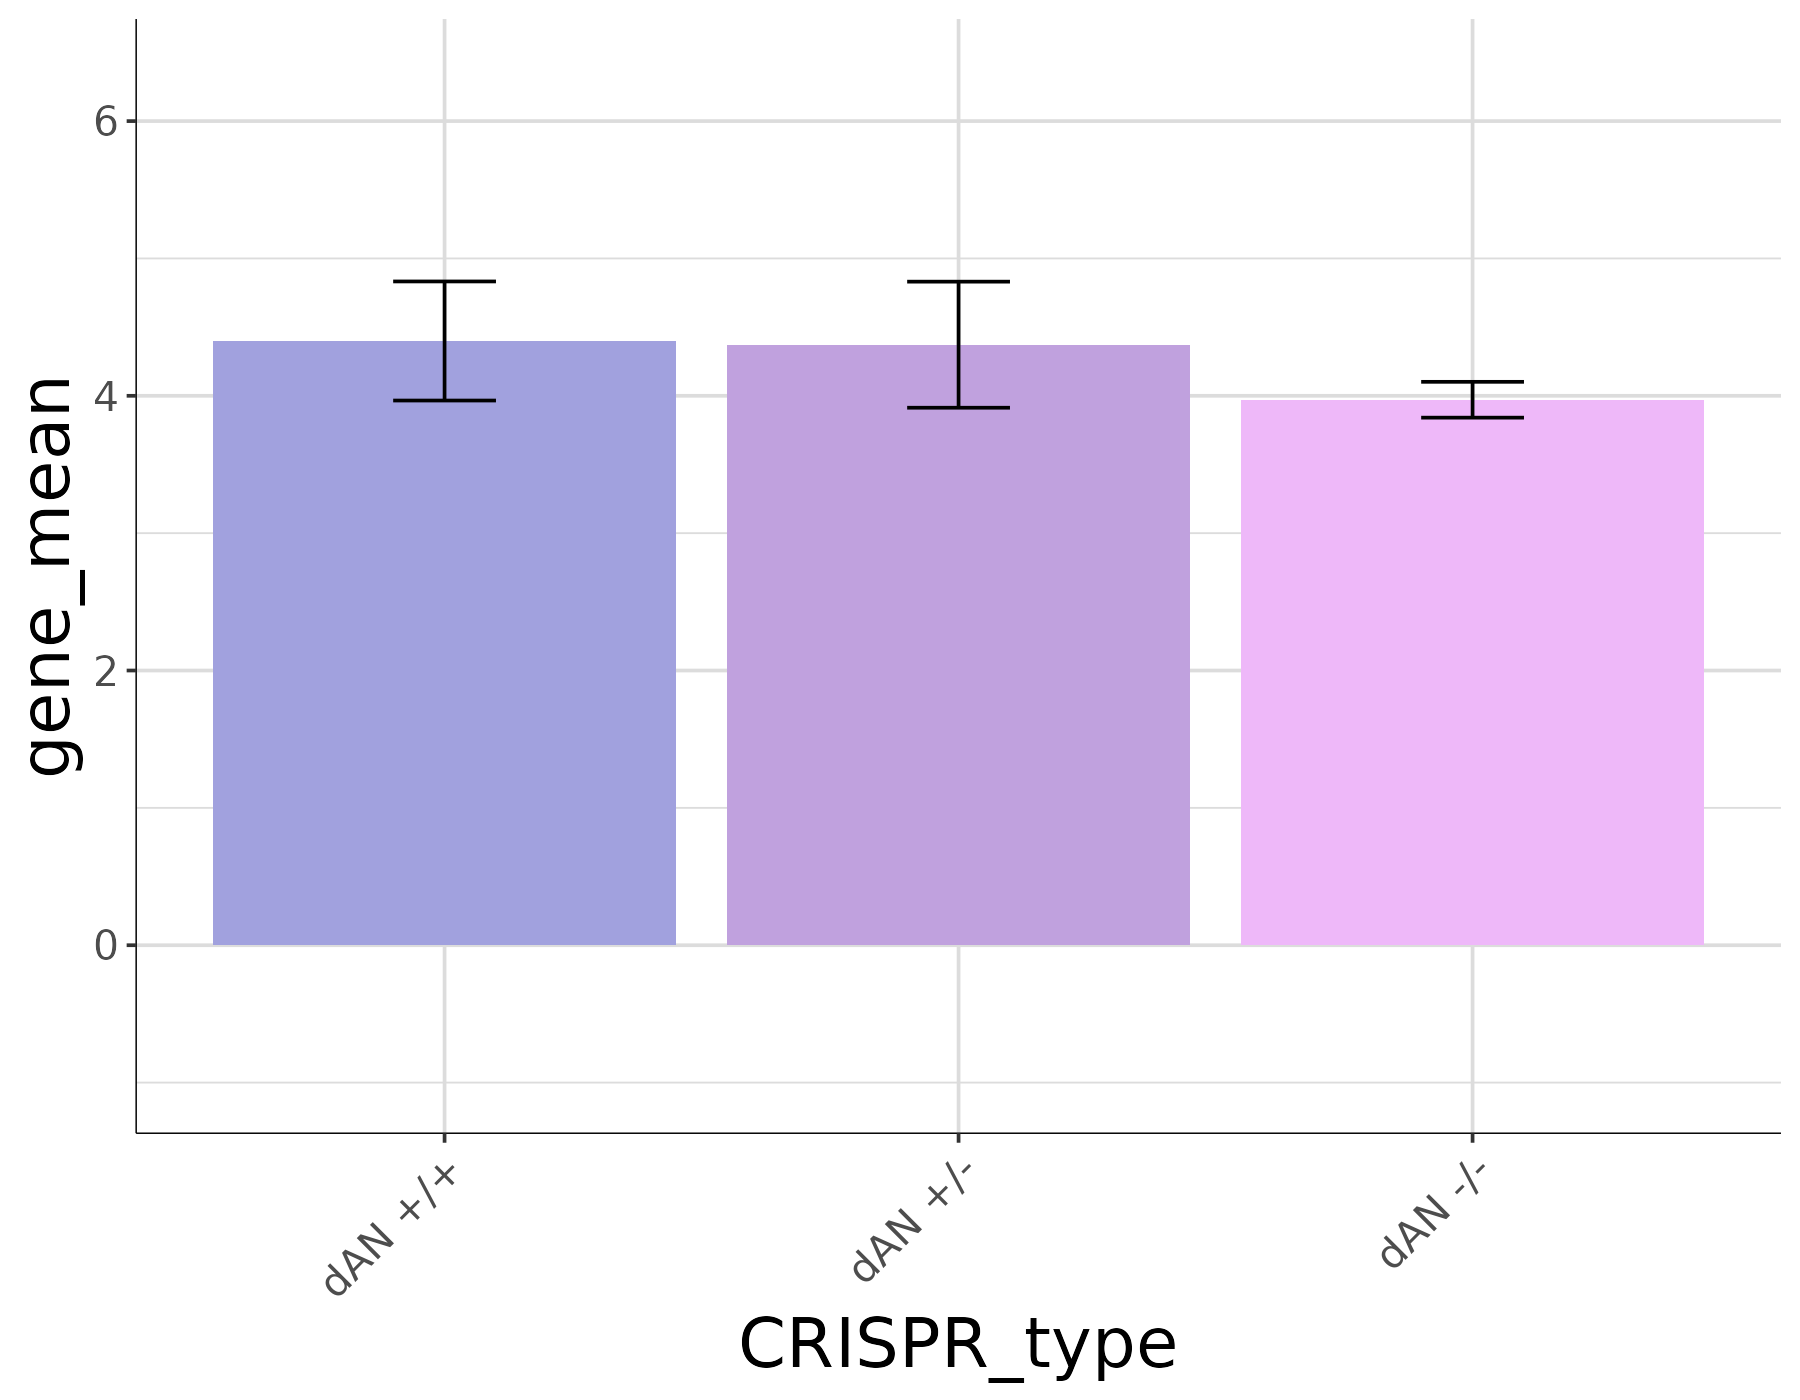 gene_mean
6
4
2
0
dAN +/+
dAN +/-
dAN -/-
CRISPR_type